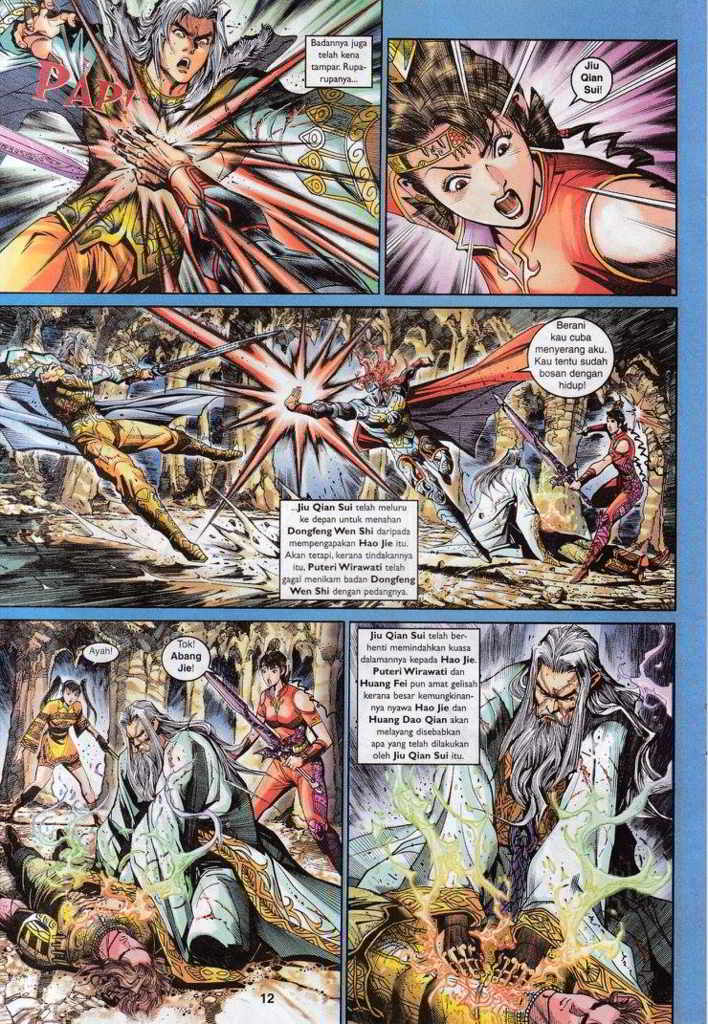 Badannya juga
telah kena
tampar. Rupa-
rupanya...
PAP!
Jiu
Qian
Sui!
Berani
kau cuba
menyerang aku.
Kau tentu sudah
bosan dengan
hidup!
...Jiu Qian Sui telah meluru
ke depan untuk menahan
Dongfeng Wen Shi daripada
mempengapakan Hao Jie itu.
Akan tetapi, kerana tindakannya
itu, Puteri Wirawati telah
gagal menikam badan Dongfeng
Wen Shi dengan pedangnya.
Ayah!
Tok!
Abang
Jie!
Jiu Qian Sui telah ber-
henti memindahkan kuasa
dalamannya kepada Hao Jie.
Puteri Wirawati dan
Huang Fei pun amat gelisah
kerana besar kemungkinan-
nya nyawa Hao Jie dan
Huang Dao Qian akan
melayang disebabkan
apa yang telah dilakukan
oleh Jiu Qian Sui itu.
12